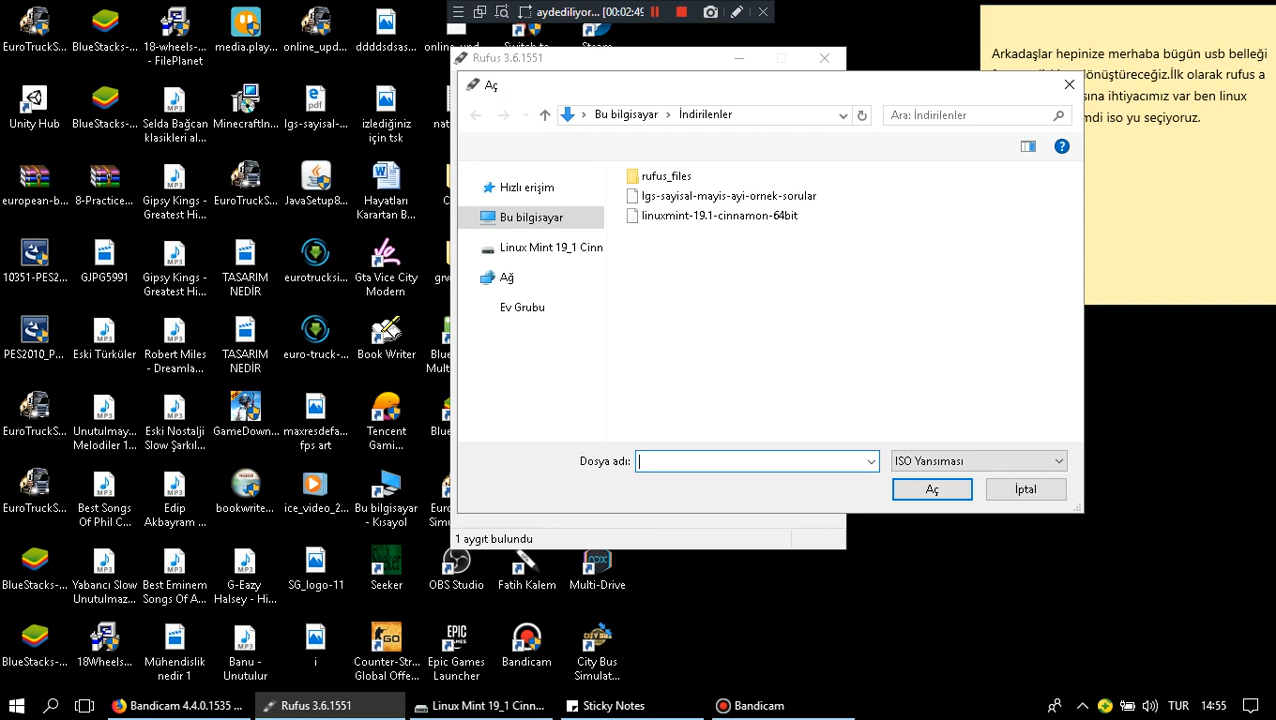 aydediliyor... [00:02:49]
EuroTruckS...
BlueStacks-...
18-wheels-...
- FilePlanet
media.play...
online_upd...
ddddsdsas...
online_upd...
Switch to
Steam
Unity Hub
BlueStacks-...
Selda Bağcan
klasikleri al...
MinecraftIn...
lgs-sayisal-...
izlediğiniz
için tsk
european-b...
8-Practice...
Gipsy Kings -
Greatest Hi...
EuroTruckS...
JavaSetup8...
Hayatları
Karartan B...
10351-PES2...
GJPG5991
Gipsy Kings -
Greatest Hi...
TASARIM
NEDİR
eurotrucksi...
Gta Vice City
Modern
PES2010_P...
Eski Türküler
Robert Miles
- Dreamla...
TASARIM
NEDİR
euro-truck-...
Book Writer
EuroTruckS...
Unutulmay...
Melodiler 1...
Eski Nostalji
Slow Şarkıl...
GameDown...
maxresdefa...
fps art
Tencent
Gami...
EuroTruckS...
Best Songs
Of Phil C...
Edip
Akbayram ...
bookwrite...
ice_video_2...
Bu bilgisayar
- Kısayol
BlueStacks-...
Yabancı Slow
Unutulmaz...
Best Eminem
Songs Of A...
G-Eazy
Halsey - Hi...
SG_logo-11
Seeker
OBS Studio
Fatih Kalem
Multi-Drive
BlueStacks-...
18Wheels...
Mühendislik
nedir 1
Banu -
Unutulur
i
Counter-Str...
Global Offe...
Epic Games
Launcher
Bandicam
City Bus
Simulat...
Rufus 3.6.1551
Aç
Bu bilgisayar > İndirilenler
Ara: İndirilenler
Hızlı erişim
Bu bilgisayar
Linux Mint 19_1 Cinn
Ağ
Ev Grubu
rufus_files
lgs-sayisal-mayis-ayi-ornek-sorular
linuxmint-19.1-cinnamon-64bit
Dosya adı:
ISO Yansıması
Aç
İptal
1 aygıt bulundu
Arkadaşlar hepinize merhaba bügün usb belleği
önüştüreceğiz.İlk olarak rufus a
sına ihtiyacımız var ben linux
mdi iso yu seçiyoruz.
Bandicam 4.4.0.1535 ...
Rufus 3.6.1551
Linux Mint 19_1 Cinn...
Sticky Notes
Bandicam
TUR
14:55